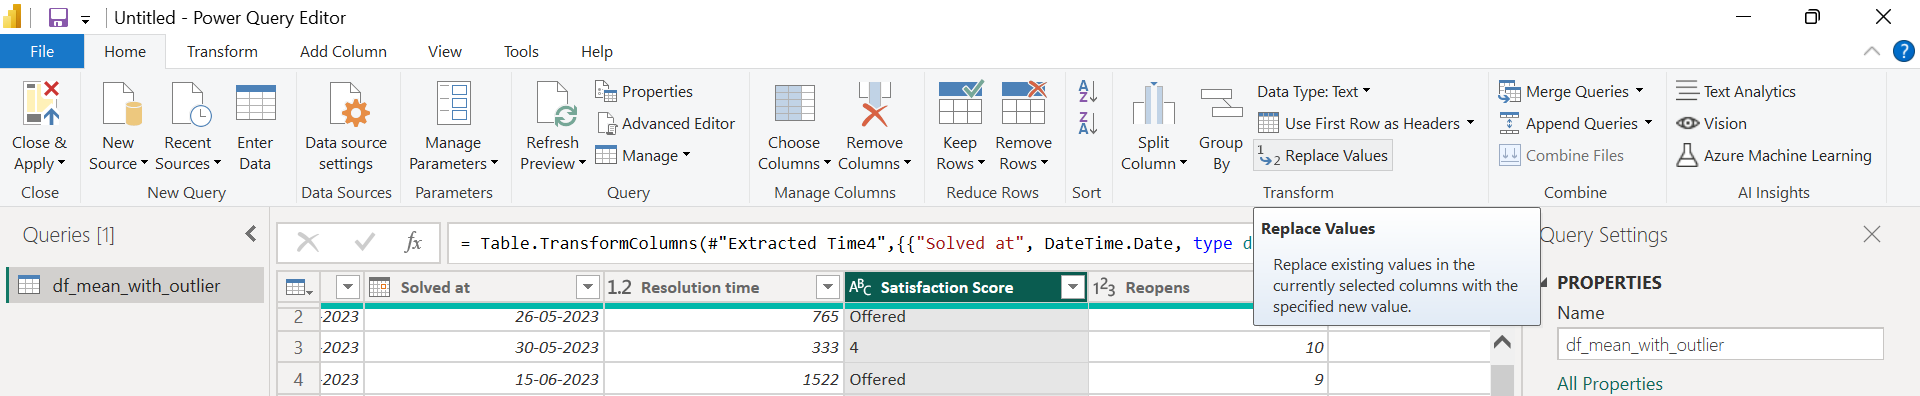 Untitled - Power Query Editor
File Home Transform Add Column View Tools Help ?
Close & Apply
New Source
Recent Sources
Enter Data
Data source settings
Manage Parameters
Refresh Preview
Properties
Advanced Editor
Manage
Choose Columns
Remove Columns
Keep Rows
Remove Rows
A Z
Z A
Split Column
Group By
Data Type: Text
Use First Row as Headers
1 2 Replace Values
Merge Queries
Append Queries
Combine Files
Text Analytics
Vision
Azure Machine Learning
Close New Query Data Sources Parameters Query Manage Columns Reduce Rows Sort Transform Combine AI Insights
Queries [1]
df_mean_with_outlier
fx = Table.TransformColumns(#"Extracted Time4",{{"Solved at", DateTime.Date, type d
Solved at 1.2 Resolution time ABC Satisfaction Score 123 Reopens
2 -2023 26-05-2023 765 Offered
3 -2023 30-05-2023 333 4 10
4 -2023 15-06-2023 1522 Offered 9
Replace Values
Replace existing values in the
currently selected columns with the
specified new value.
Query Settings
PROPERTIES
Name
df_mean_with_outlier
All Properties